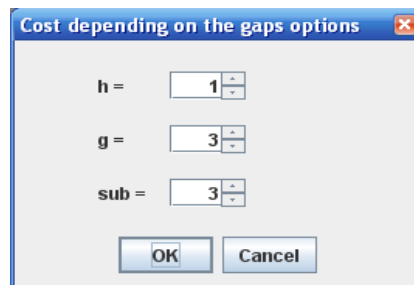 Cost depending on the gaps options
h = 1
g = 3
sub = 3
OK Cancel